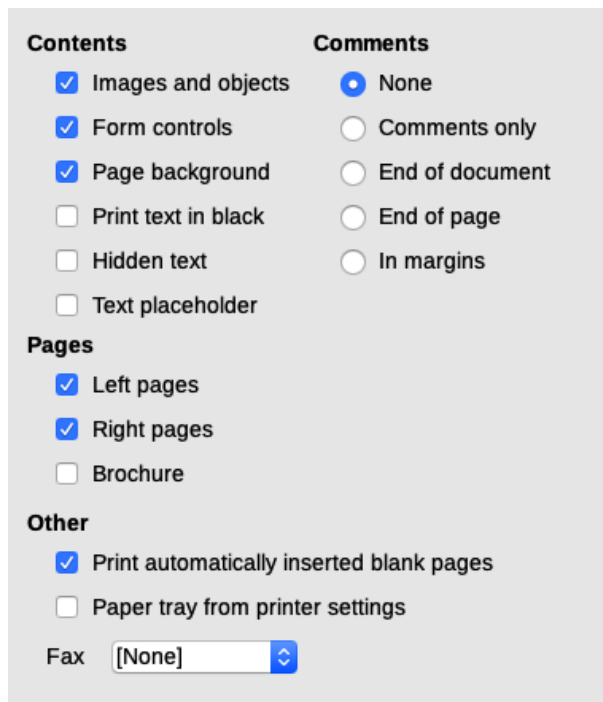 Contents
Images and objects
Form controls
Page background
Print text in black
Hidden text
Text placeholder
Comments
None
Comments only
End of document
End of page
In margins
Pages
Left pages
Right pages
Brochure
Other
Print automatically inserted blank pages
Paper tray from printer settings
Fax [None]